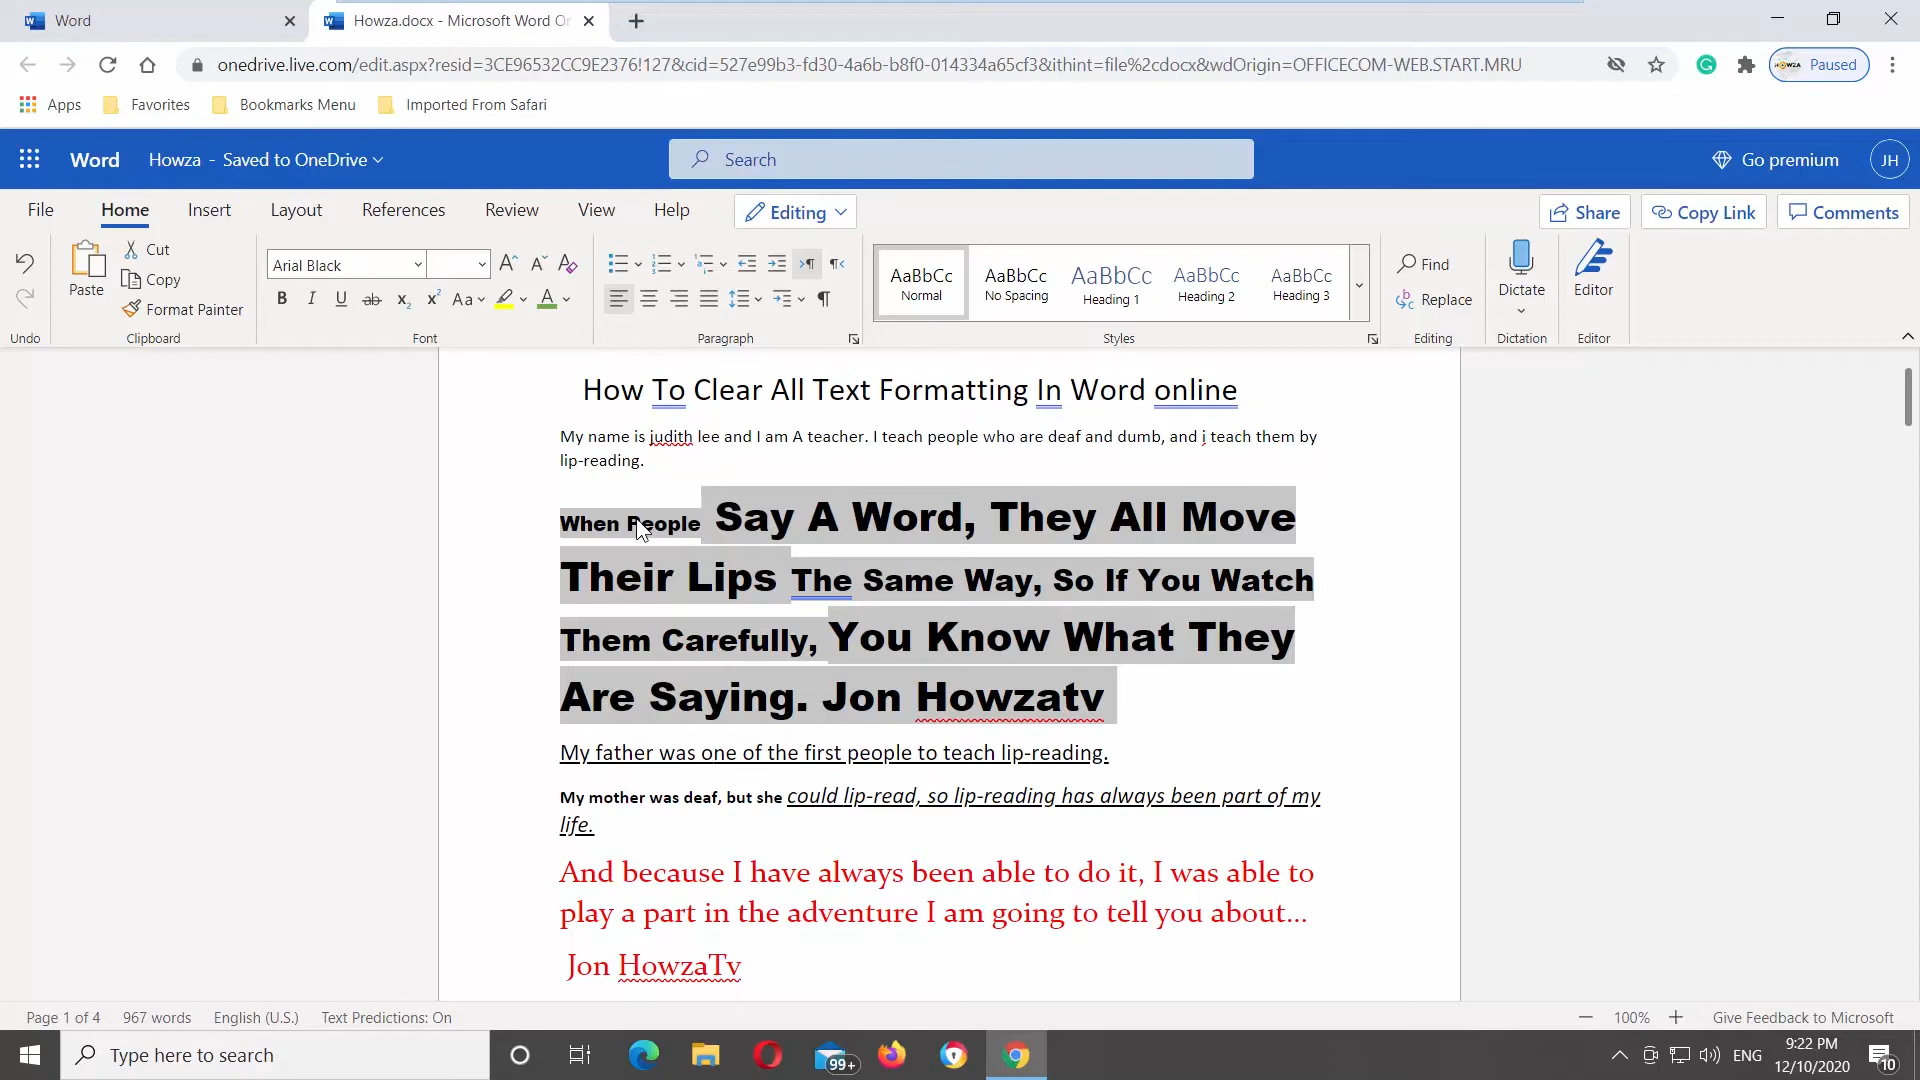 Word
Howza.docx - Microsoft Word Or
onedrive.live.com/edit.aspx?resid=3CE96532CC9E2376!127&cid=527e99b3-fd30-4a6b-b8f0-014334a65cf3&ithint=file%2cdocx&wdOrigin=OFFICECOM-WEB.START.MRU
Paused
Apps Favorites Bookmarks Menu Imported From Safari
Word Howza - Saved to OneDrive Search Go premium JH
File Home Insert Layout References Review View Help Editing Share Copy Link Comments
Paste Cut Copy Format Painter
Arial Black
AaBbCc Normal
AaBbCc No Spacing
AaBbCc Heading 1
AaBbCc Heading 2
AaBbCc Heading 3
Find
Replace
Dictate
Editor
Undo Clipboard Font Paragraph Styles Editing Dictation Editor
How To Clear All Text Formatting In Word online
My name is judith lee and I am A teacher. I teach people who are deaf and dumb, and i teach them by
lip-reading.
When People Say A Word, They All Move
Their Lips The Same Way, So If You Watch
Them Carefully, You Know What They
Are Saying. Jon Howzatv
My father was one of the first people to teach lip-reading.
My mother was deaf, but she could lip-read, so lip-reading has always been part of my
life.
And because I have always been able to do it, I was able to
play a part in the adventure I am going to tell you about...
Jon HowzaTv
Page 1 of 4 967 words English (U.S.) Text Predictions: On 100% Give Feedback to Microsoft
Type here to search
99+
ENG
9:22 PM
12/10/2020
10